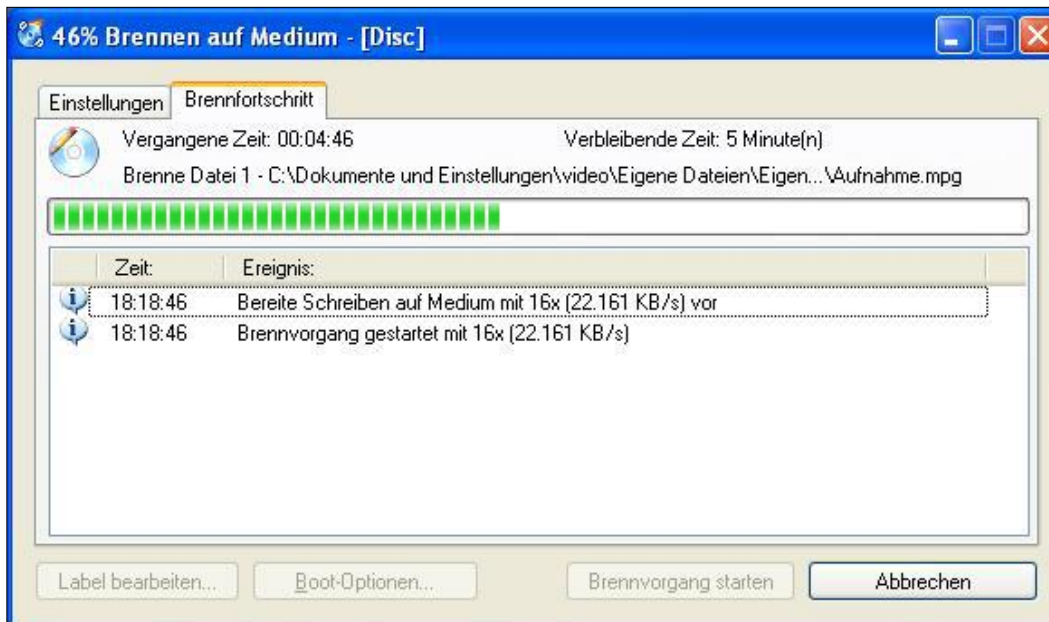 46% Brennen auf Medium - [Disc]
Einstellungen Brennfortschritt
Vergangene Zeit: 00:04:46 Verbleibende Zeit: 5 Minute(n)
Brenne Datei 1 - C:\Dokumente und Einstellungen\video\Eigene Dateien\Eigen...\Aufnahme.mpg
Zeit: Ereignis:
18:18:46 Bereite Schreiben auf Medium mit 16x (22.161 KB/s) vor
18:18:46 Brennvorgang gestartet mit 16x (22.161 KB/s)
Label bearbeiten... Boot-Optionen... Brennvorgang starten Abbrechen